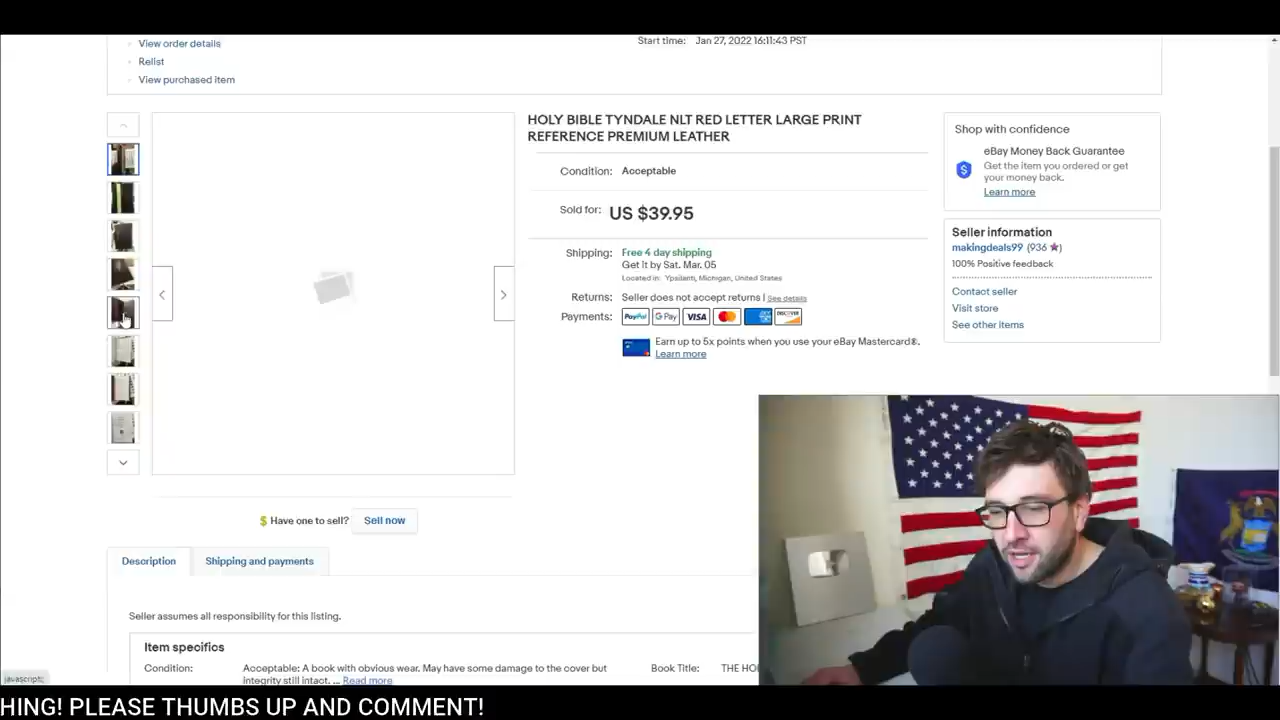 View order details
Start time: Jan 27, 2022 16:11:43 PST
Relist
View purchased item
HOLY BIBLE TYNDALE NLT RED LETTER LARGE PRINT
REFERENCE PREMIUM LEATHER
Condition: Acceptable
Sold for: US $39.95
Shipping: Free 4 day shipping
Get it by Sat. Mar. 05
Located in: Ypsilanti, Michigan, United States
Returns: Seller does not accept returns | See details
Payments: PayPal G Pay VISA DISCOVER
Earn up to 5x points when you use your eBay Mastercard®.
Learn more
Shop with confidence
eBay Money Back Guarantee
Get the item you ordered or get
your money back.
Learn more
Seller information
makingdeals99 (936 )
100% Positive feedback
Contact seller
Visit store
See other items
$ Have one to sell? Sell now
Description
Shipping and payments
Seller assumes all responsibility for this listing.
Item specifics
Condition: Acceptable: A book with obvious wear. May have some damage to the cover but
integrity still intact. ... Read more
Book Title: THE HO
javascript:;
HING! PLEASE THUMBS UP AND COMMENT!